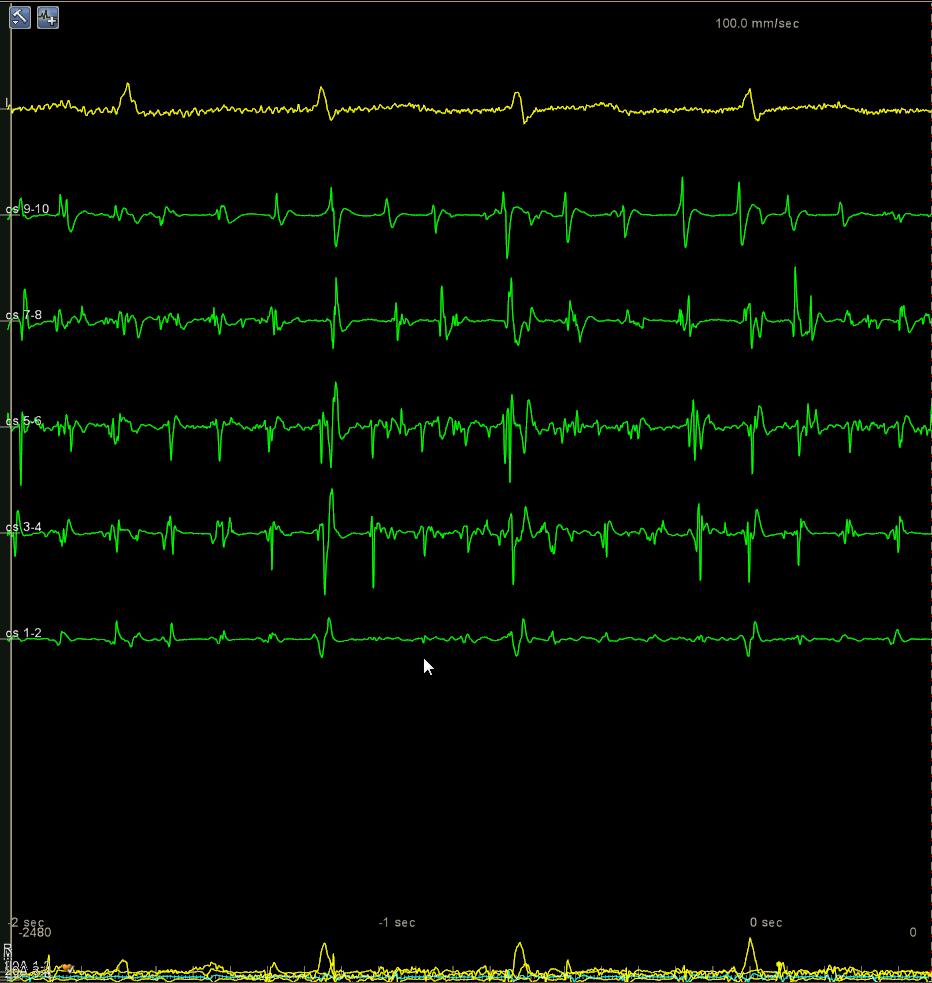 100.0 mm/sec
I
cs 9-10
cs 7-8
cs 5-6
cs 3-4
cs 1-2
-2 sec
-1 sec
0 sec
-2480
0